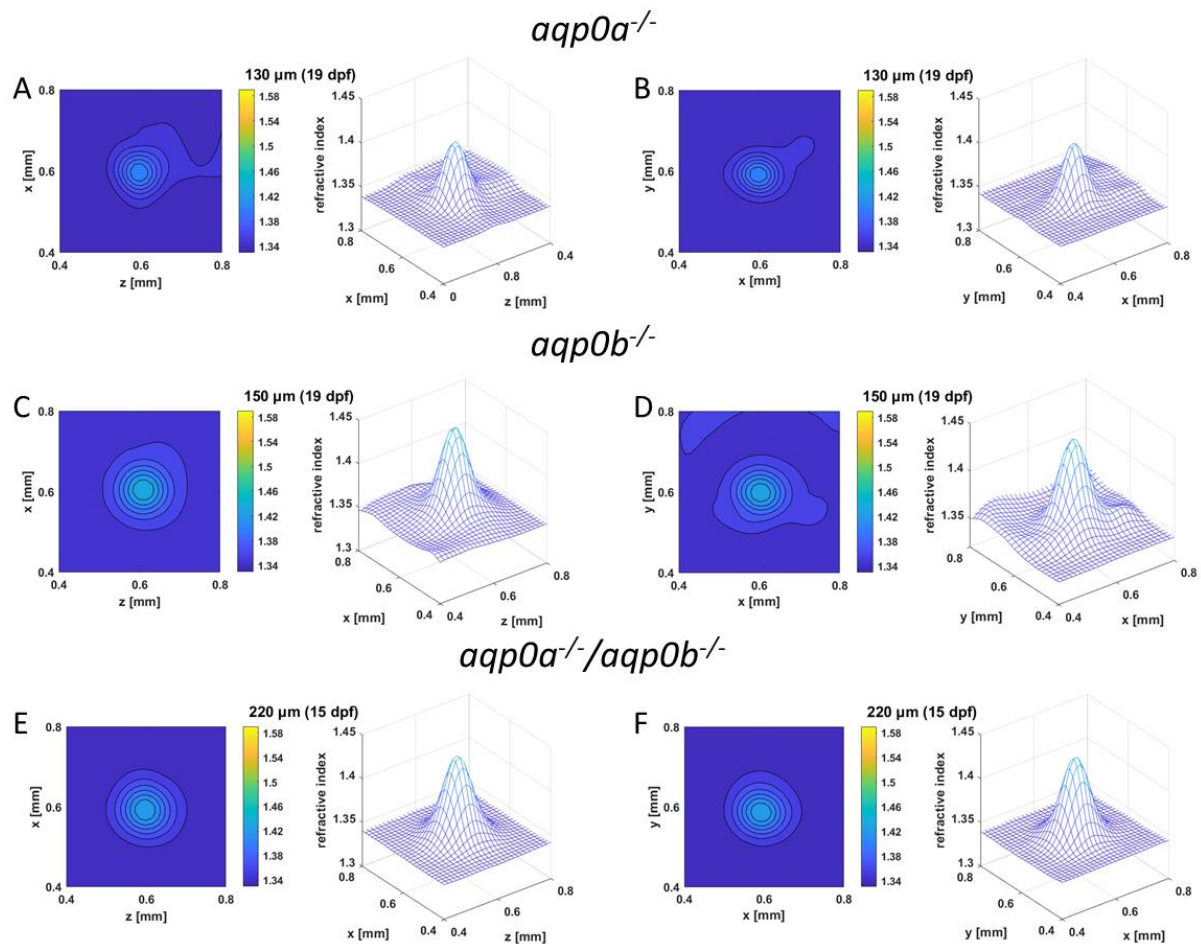 aqp0a-/-
A
130 µm (19 dpf)
0.8
0.6
0.4
x [mm]
0.4 0.6 0.8
z [mm]
1.58
1.54
1.5
1.46
1.42
1.38
1.34
1.45
1.4
1.35
1.3
refractive index
0.8
0.6
0.4
x [mm]
0
0.8
0.4
z [mm]
B
130 µm (19 dpf)
0.8
0.6
0.4
y [mm]
0.4 0.6 0.8
x [mm]
1.58
1.54
1.5
1.46
1.42
1.38
1.34
1.45
1.4
1.35
1.3
refractive index
0.8
0.6
0.4
y [mm]
0.4
0.6
0.8
x [mm]
aqp0b-/-
C
150 µm (19 dpf)
0.8
0.6
0.4
x [mm]
0.4 0.6 0.8
z [mm]
1.58
1.54
1.5
1.46
1.42
1.38
1.34
1.45
1.4
1.35
1.3
refractive index
0.8
0.6
0.4
x [mm]
0.4
0.6
0.8
z [mm]
D
150 µm (19 dpf)
0.8
0.6
0.4
y [mm]
0.4 0.6 0.8
x [mm]
1.58
1.54
1.5
1.46
1.42
1.38
1.34
1.45
1.4
1.35
1.3
refractive index
0.8
0.6
0.4
y [mm]
0.4
0.6
0.8
x [mm]
aqp0a-/-/aqp0b-/-
E
220 µm (15 dpf)
0.8
0.6
0.4
x [mm]
0.4 0.6 0.8
z [mm]
1.58
1.54
1.5
1.46
1.42
1.38
1.34
1.45
1.4
1.35
1.3
refractive index
0.8
0.6
0.4
x [mm]
0.4
0.6
0.8
z [mm]
F
220 µm (15 dpf)
0.8
0.6
0.4
y [mm]
0.4 0.6 0.8
x [mm]
1.58
1.54
1.5
1.46
1.42
1.38
1.34
1.45
1.4
1.35
1.3
refractive index
0.8
0.6
0.4
y [mm]
0.4
0.6
0.8
x [mm]